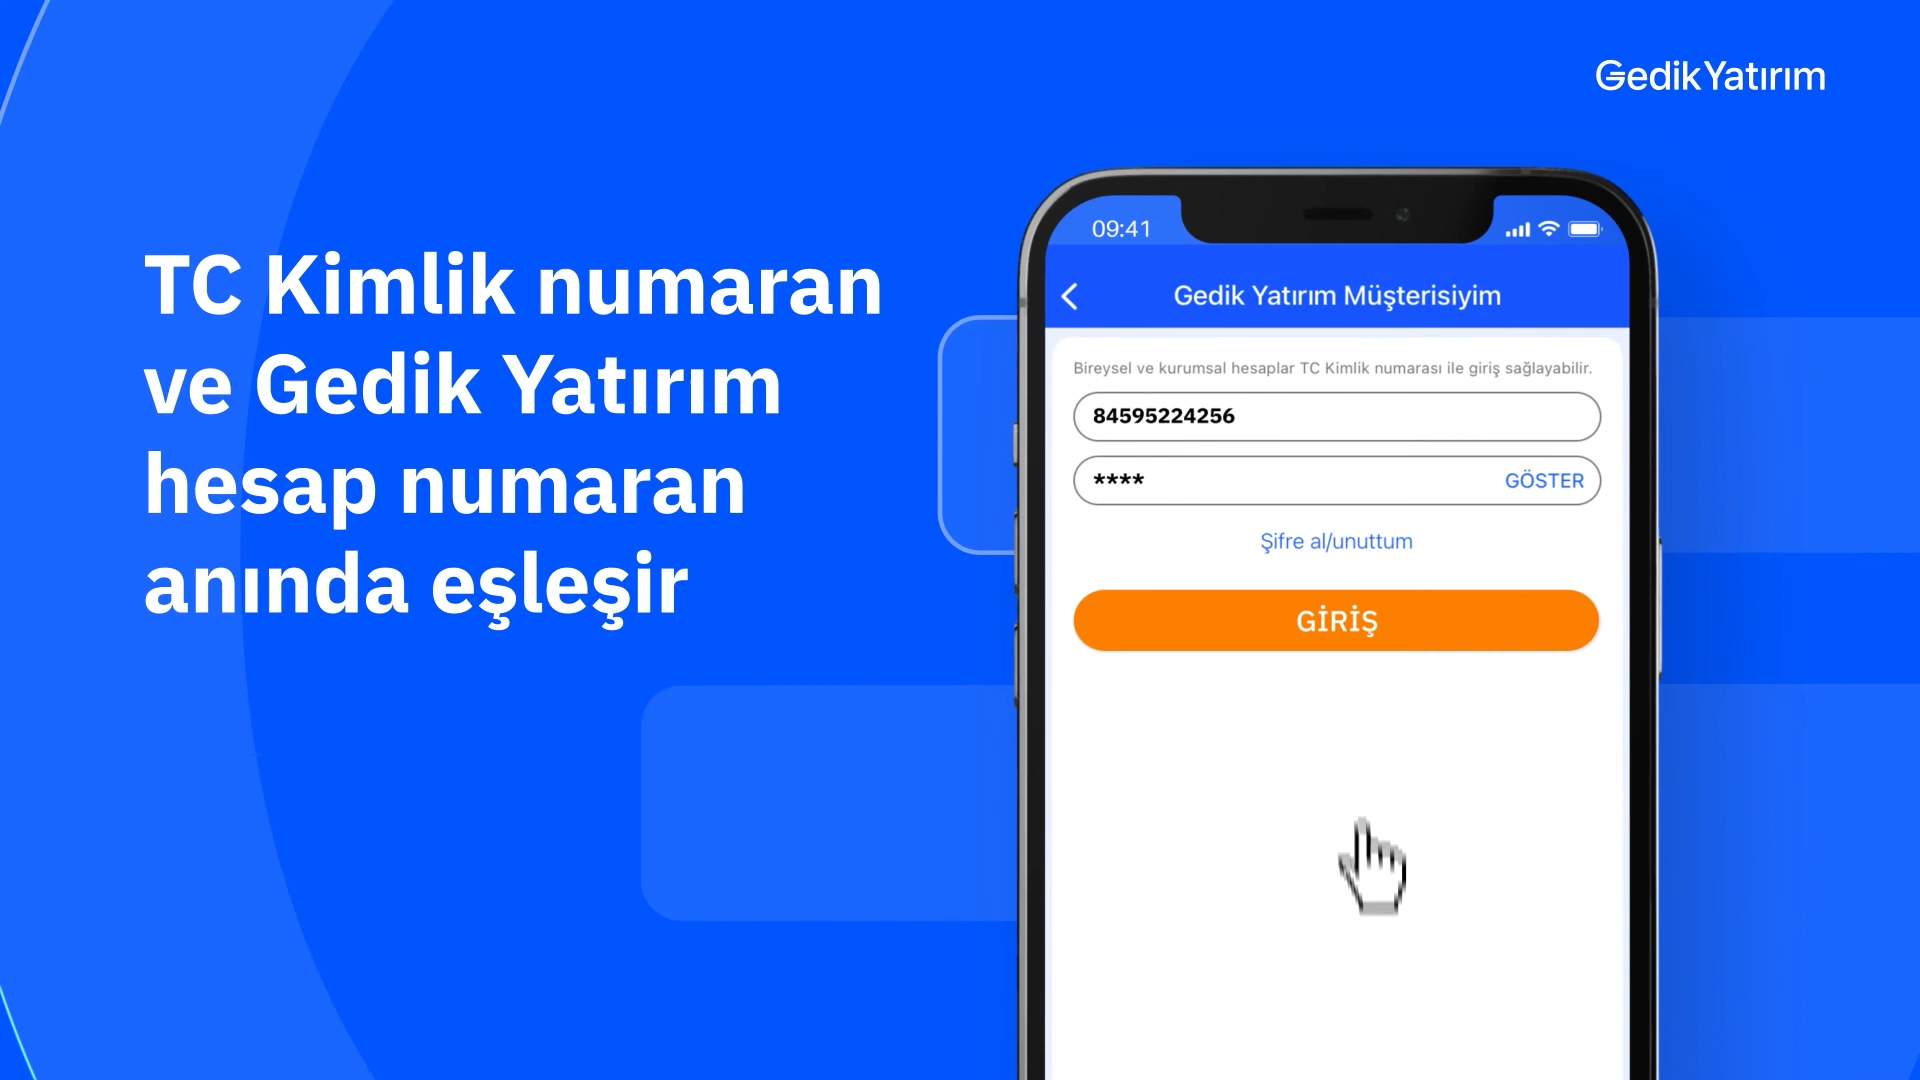 GedikYatırım
TC Kimlik numaran
ve Gedik Yatırım
hesap numaran
anında eşleşir
09:41
Gedik Yatırım Müşterisiyim
Bireysel ve kurumsal hesaplar TC Kimlik numarası ile giriş sağlayabilir.
84595224256
**** GÖSTER
Şifre al/unuttum
GİRİŞ